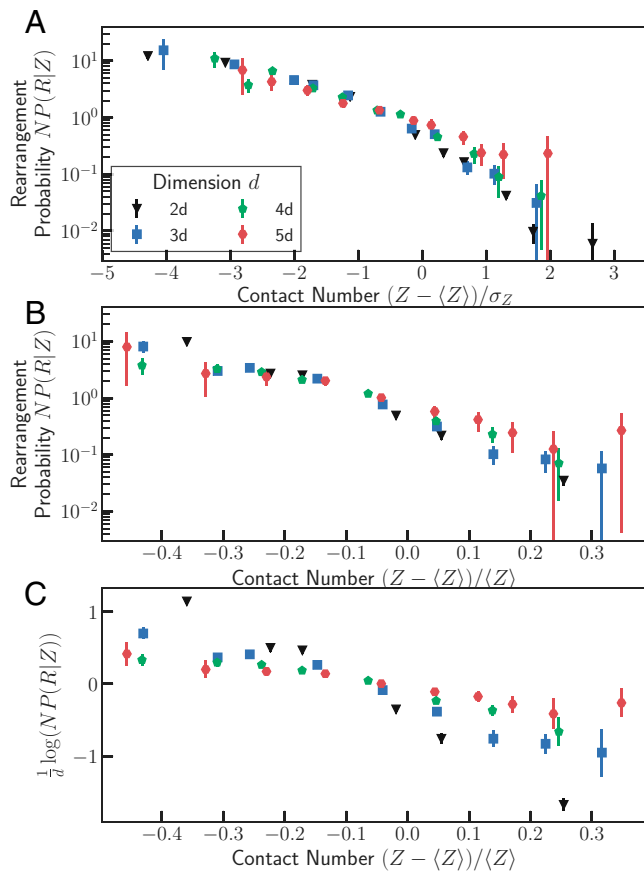 A
Rearrangement
Probability NP(R|Z)
10¹
10⁰
10⁻¹
10⁻²
Dimension d
2d
4d
3d
5d
−5 −4 −3 −2 −1 0 1 2 3
Contact Number (Z − ⟨Z⟩)/σ_Z
B
Rearrangement
Probability NP(R|Z)
10¹
10⁰
10⁻¹
10⁻²
−0.4 −0.3 −0.2 −0.1 0.0 0.1 0.2 0.3
Contact Number (Z − ⟨Z⟩)/⟨Z⟩
C
1/d log(NP(R|Z))
1
0
−1
−0.4 −0.3 −0.2 −0.1 0.0 0.1 0.2 0.3
Contact Number (Z − ⟨Z⟩)/⟨Z⟩